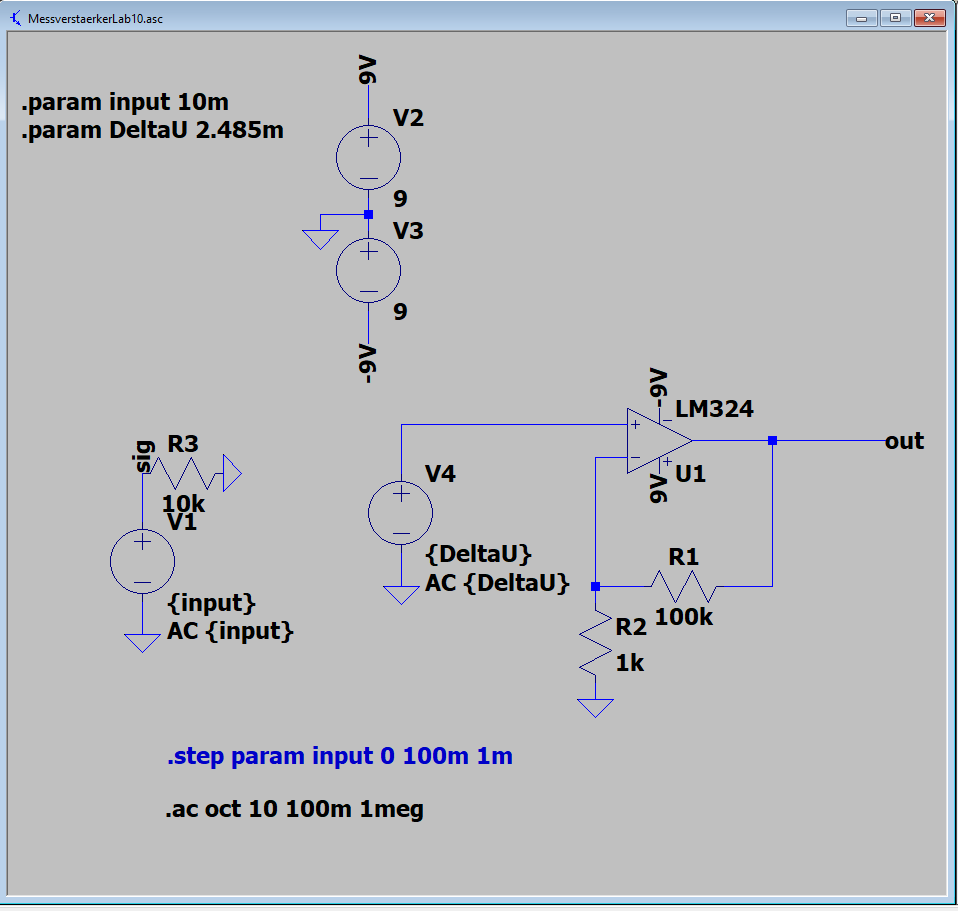 MessverstaerkerLab10.asc
.param input 10m
.param DeltaU 2.485m
9V
V2
9
V3
9
-9V
sig
R3
10k
V1
{input}
AC {input}
V4
{DeltaU}
AC {DeltaU}
-9V
LM324
U1
9V
out
R1
100k
R2
1k
.step param input 0 100m 1m
.ac oct 10 100m 1meg